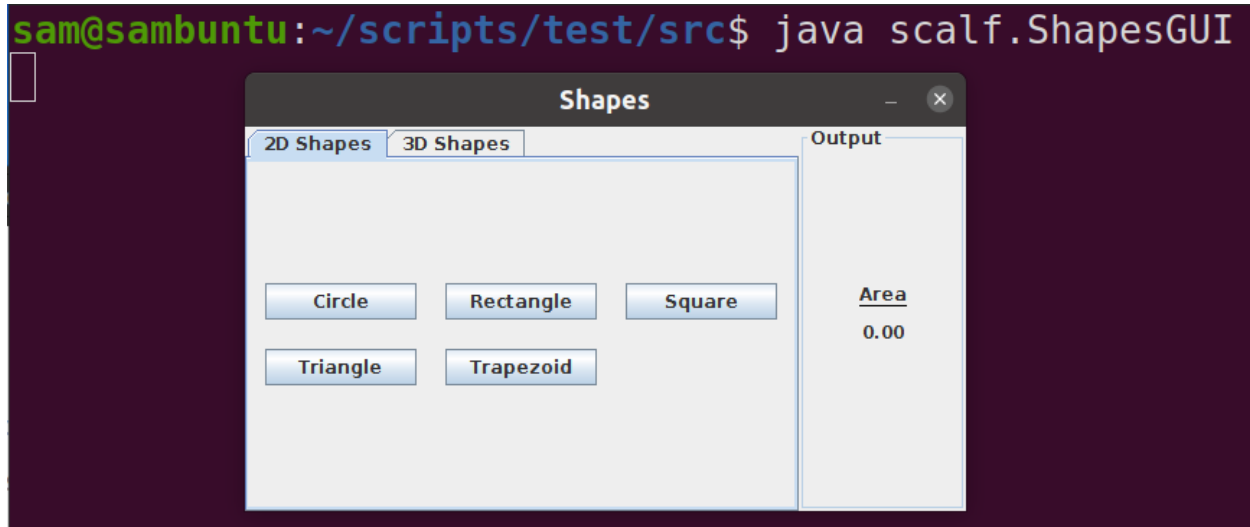 sam@sambuntu:~/scripts/test/src$ java scalf.ShapesGUI
Shapes
2D Shapes 3D Shapes
Output
Circle Rectangle Square
Triangle Trapezoid
Area
0.00